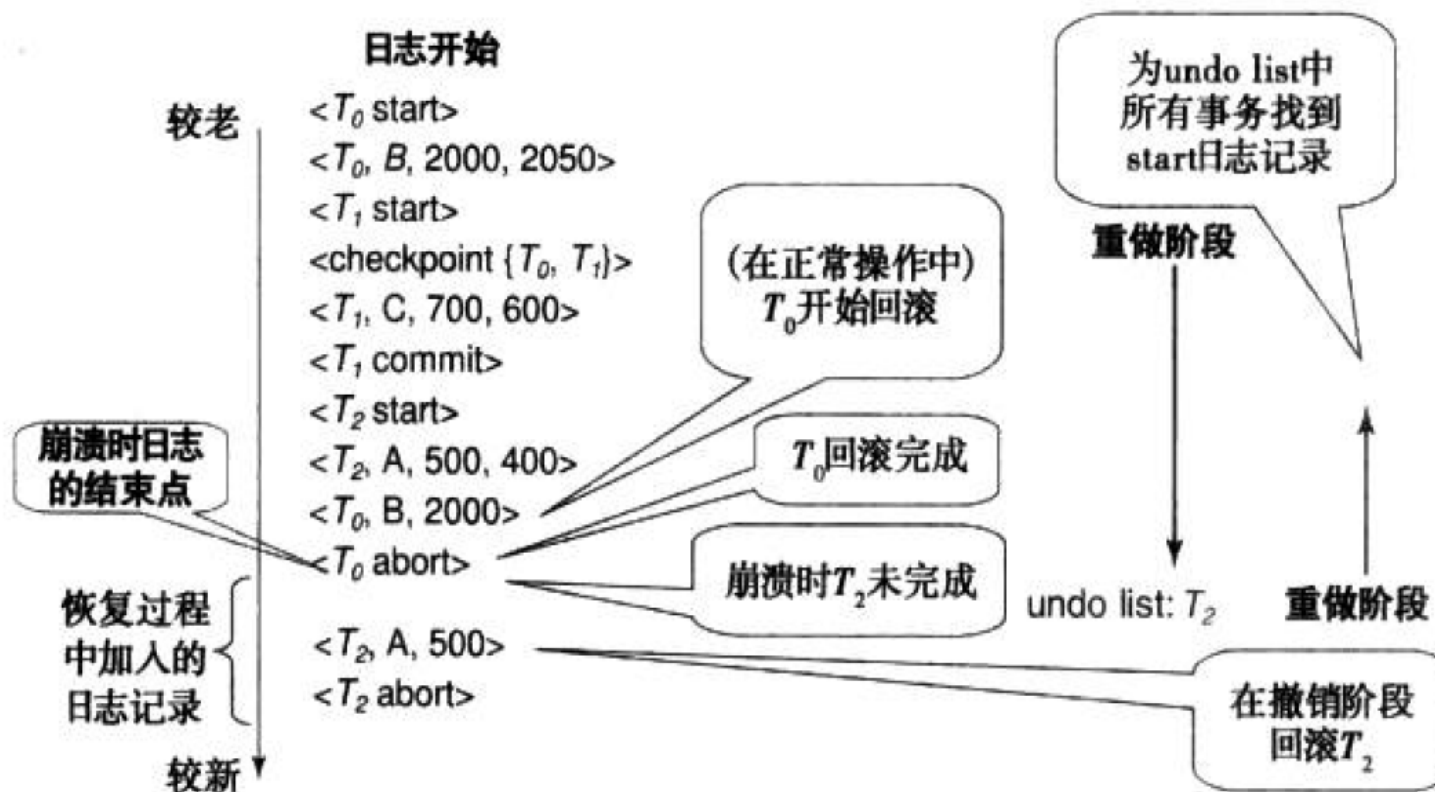 日志开始
较老
<T₀ start>
<T₀, B, 2000, 2050>
<T₁ start>
<checkpoint {T₀, T₁}>
<T₁, C, 700, 600>
<T₁ commit>
<T₂ start>
<T₂, A, 500, 400>
<T₀, B, 2000>
<T₀ abort>
<T₂, A, 500>
<T₂ abort>
较新
崩溃时日志
的结束点
恢复过程
中加入的
日志记录
(在正常操作中)
T₀开始回滚
T₀回滚完成
崩溃时T₂未完成
为undo list中
所有事务找到
start日志记录
重做阶段
undo list: T₂
重做阶段
在撤销阶段
回滚T₂